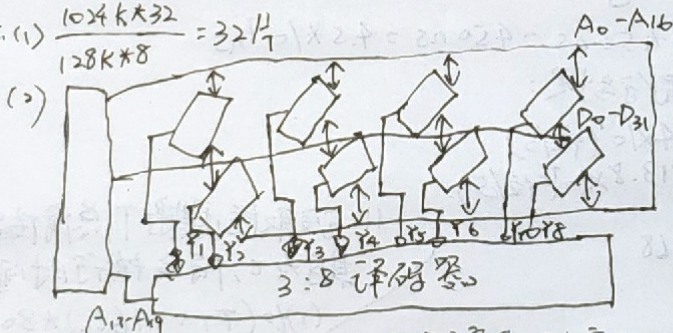 (1) 1024K*32 / 128K*8 = 32片
A0-A16
(2)
D0-D31
Y1 Y2 Y3 Y4 Y5 Y6 Y7 Y8
3:8 译码器
A17-A19